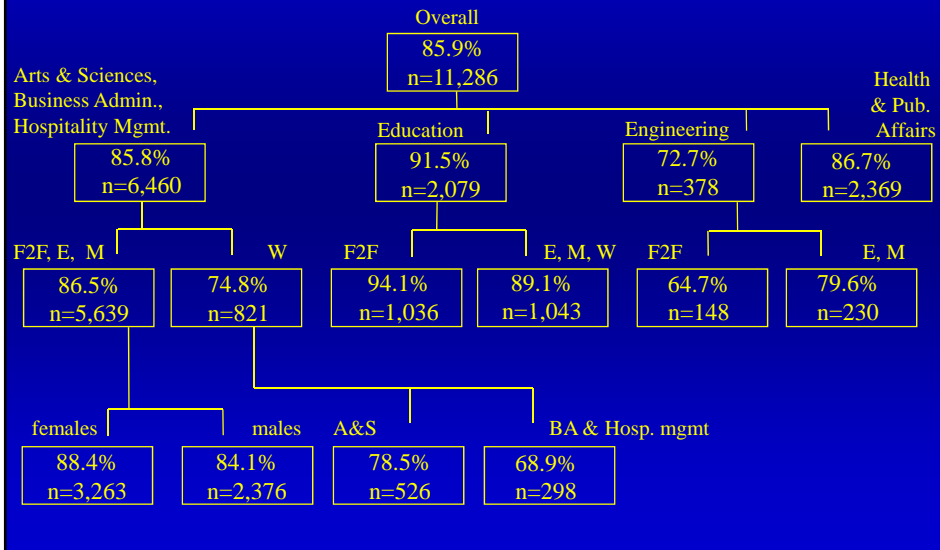 Overall
85.9%
n=11,286
Arts & Sciences,
Business Admin.,
Hospitality Mgmt.
85.8%
n=6,460
Education
91.5%
n=2,079
Engineering
72.7%
n=378
Health
& Pub.
Affairs
86.7%
n=2,369
F2F, E, M
86.5%
n=5,639
W
74.8%
n=821
F2F
94.1%
n=1,036
E, M, W
89.1%
n=1,043
F2F
64.7%
n=148
E, M
79.6%
n=230
females
88.4%
n=3,263
males
84.1%
n=2,376
A&S
78.5%
n=526
BA & Hosp. mgmt
68.9%
n=298